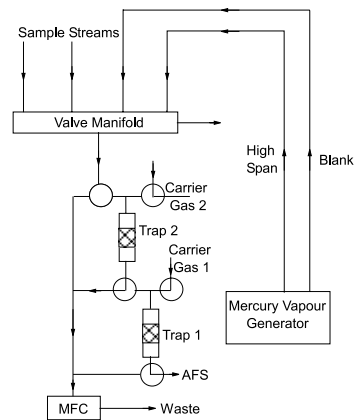 Sample Streams
Valve Manifold
High
Span
Blank
Carrier
Gas 2
Trap 2
Carrier
Gas 1
Mercury Vapour
Generator
Trap 1
AFS
MFC
Waste